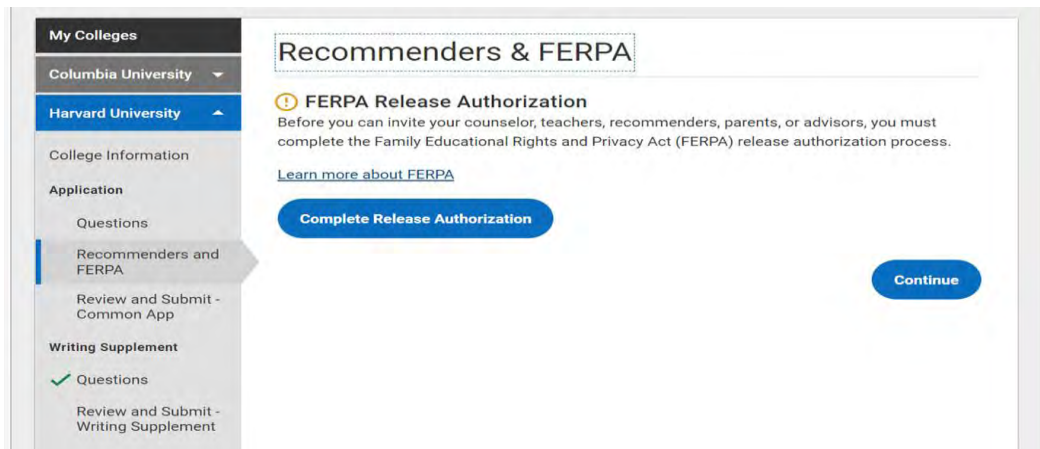 My Colleges
Columbia University
Harvard University
College Information
Application
Questions
Recommenders and
FERPA
Review and Submit -
Common App
Writing Supplement
Questions
Review and Submit -
Writing Supplement
Recommenders & FERPA
FERPA Release Authorization
Before you can invite your counselor, teachers, recommenders, parents, or advisors, you must
complete the Family Educational Rights and Privacy Act (FERPA) release authorization process.
Learn more about FERPA
Complete Release Authorization
Continue